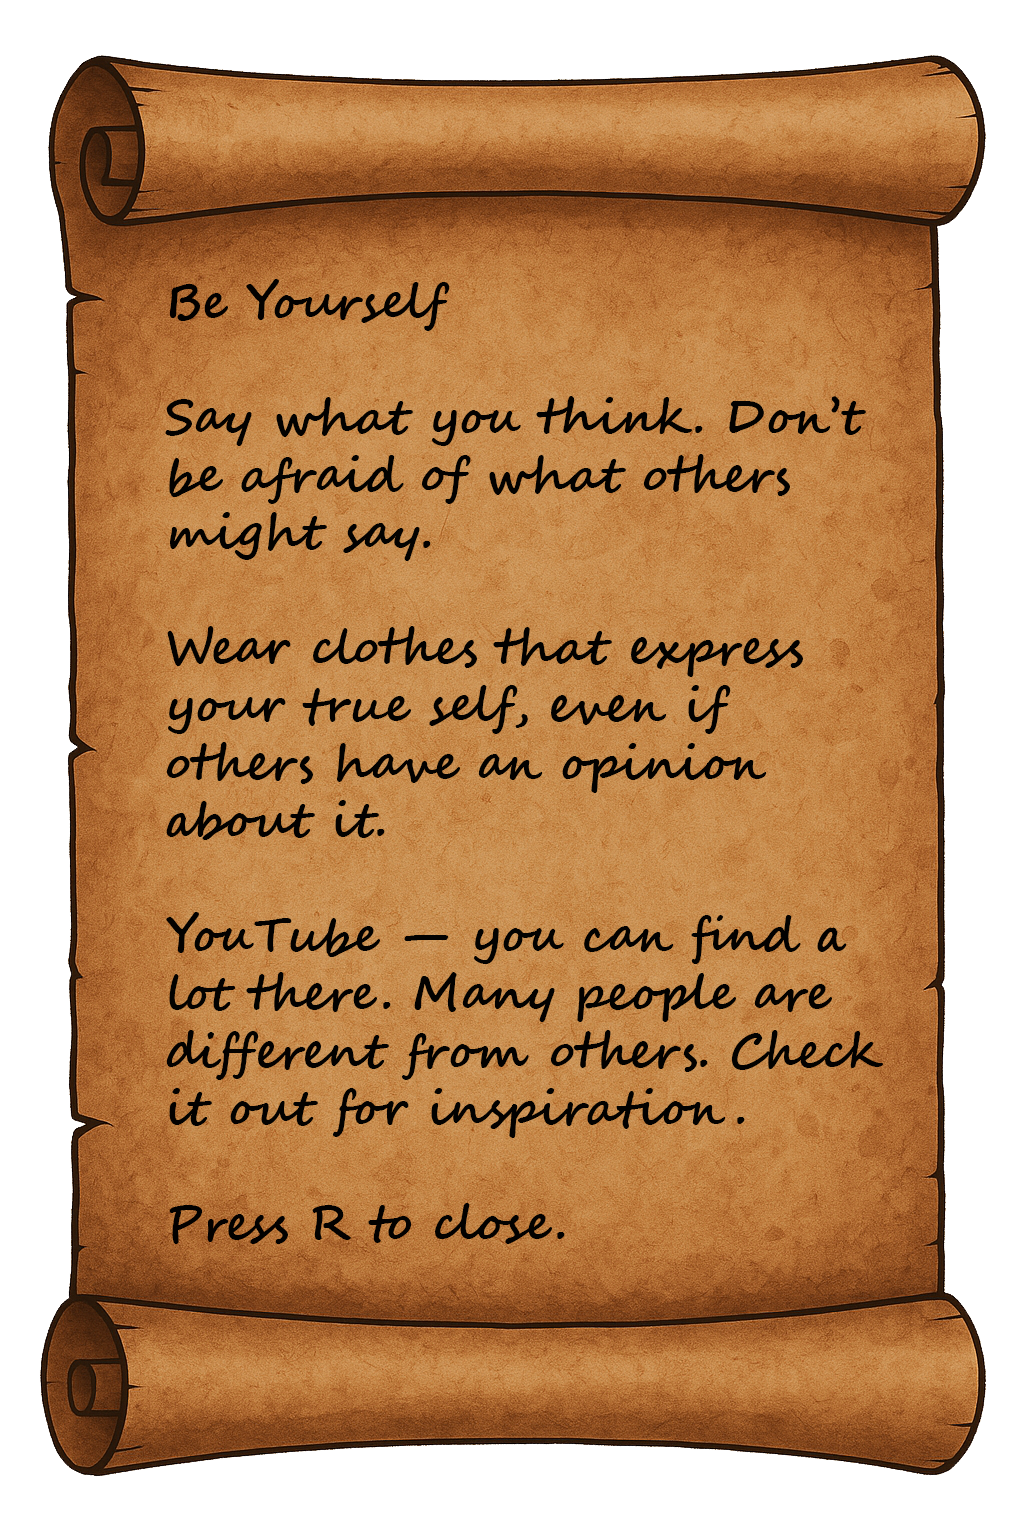 Be Yourself
Say what you think. Don’t
be afraid of what others
might say.
Wear clothes that express
your true self, even if
others have an opinion
about it.
YouTube — you can find a
lot there. Many people are
different from others. Check
it out for inspiration.
Press R to close.